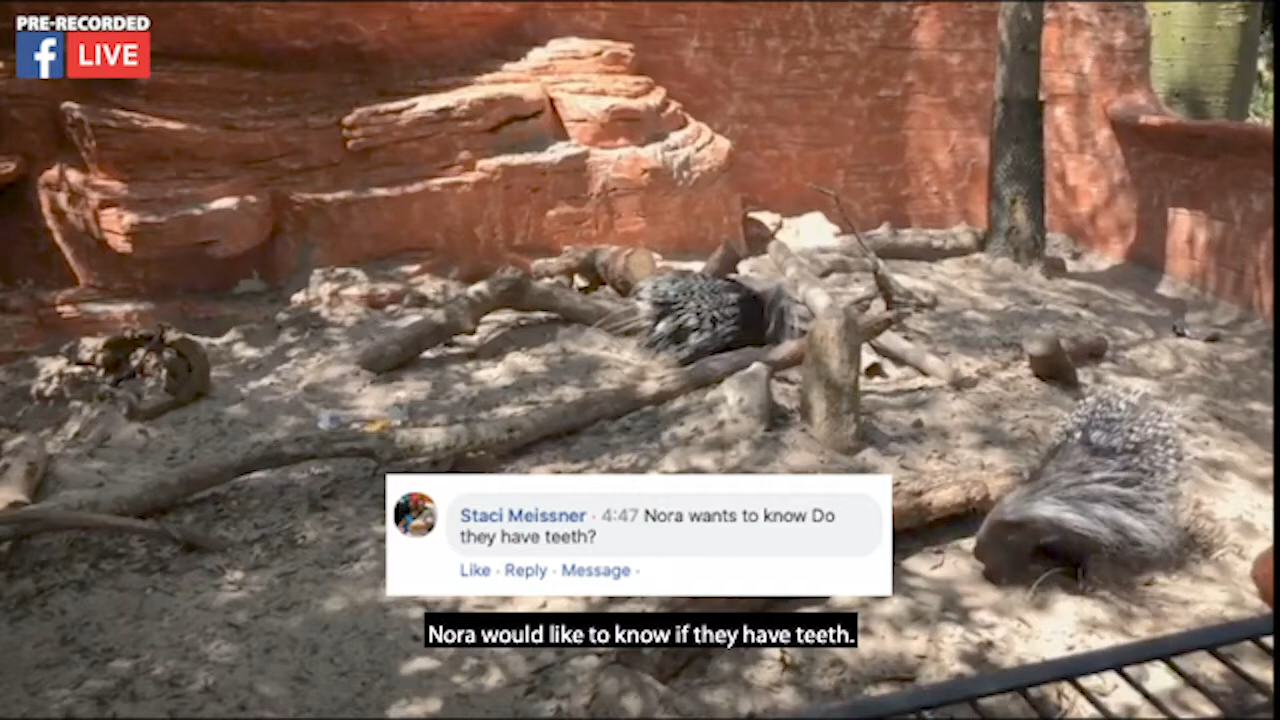 PRE-RECORDED
f LIVE
Staci Meissner · 4:47 Nora wants to know Do
they have teeth?
Like · Reply · Message ·
Nora would like to know if they have teeth.